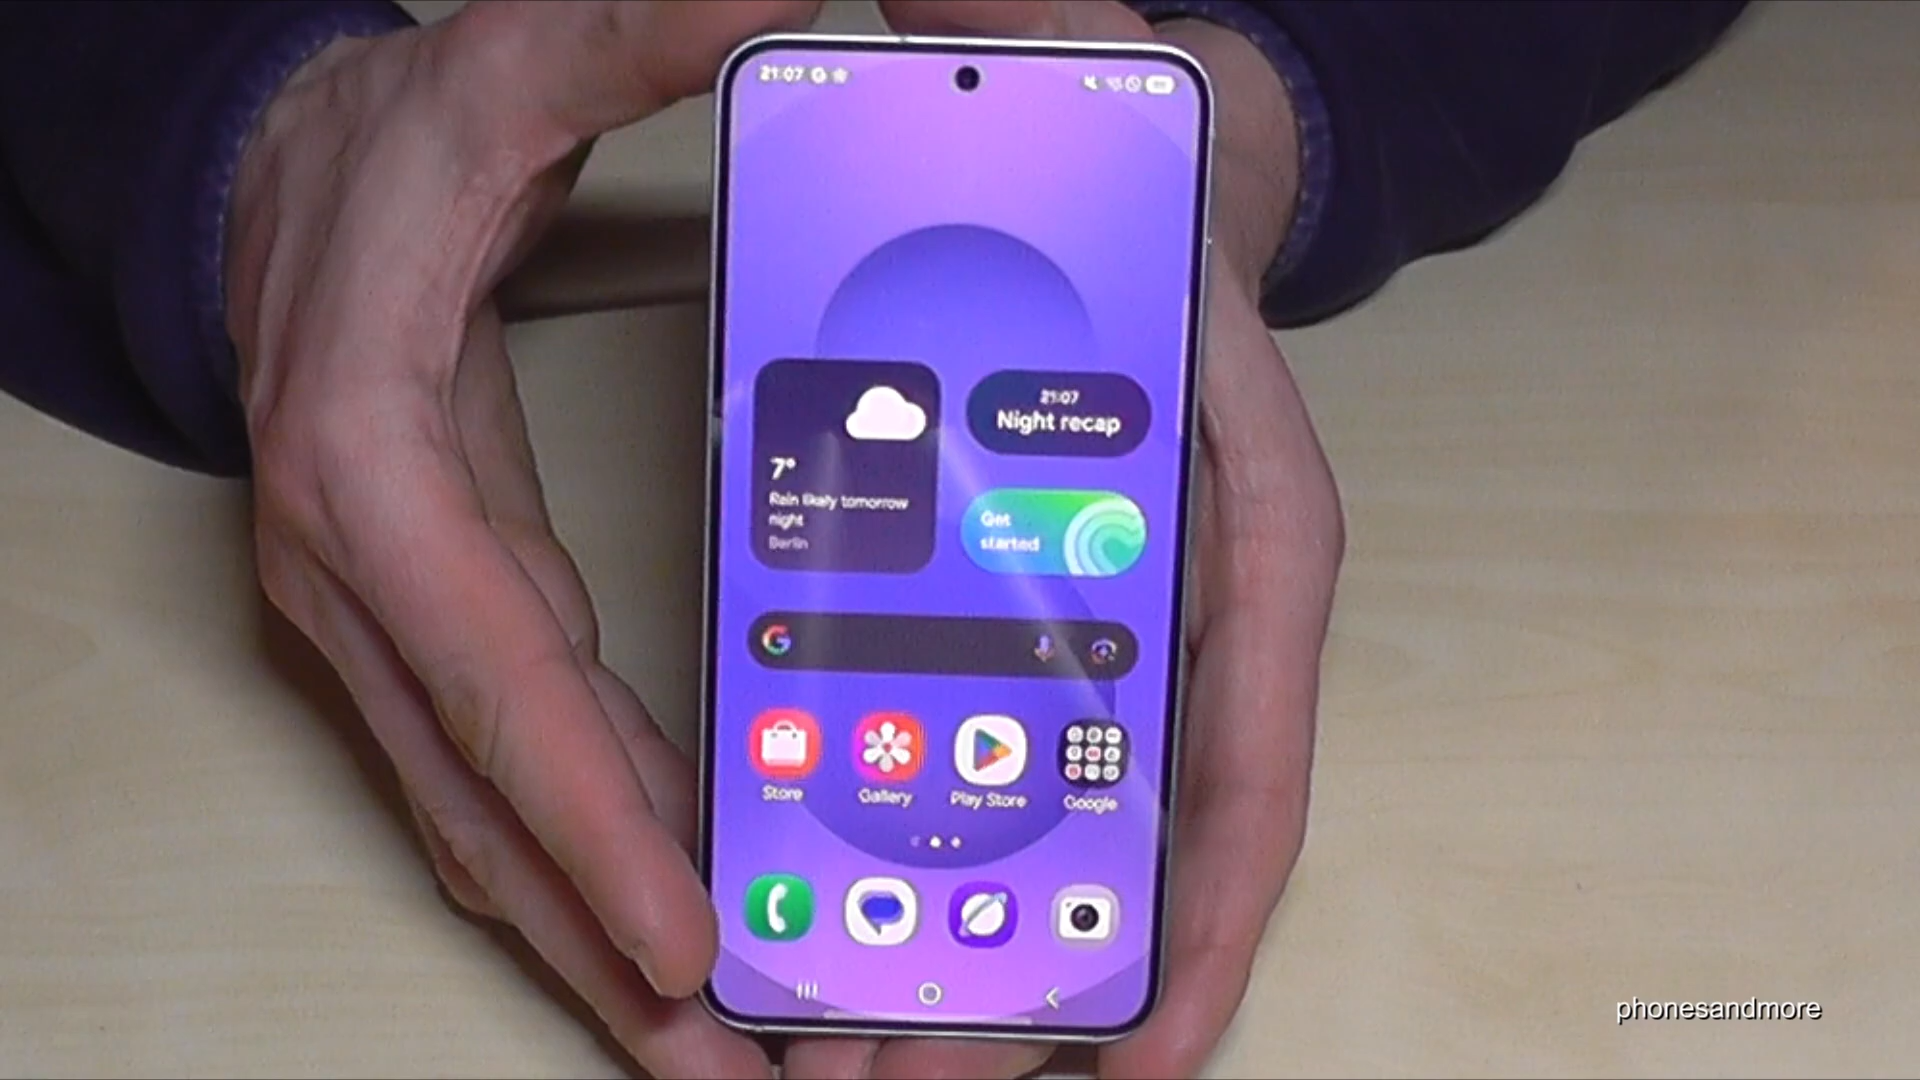 21:07
21:07
Night recap
7°
Rain likely tomorrow
night
Berlin
Get
started
Store
Gallery
Play Store
Google
phonesandmore